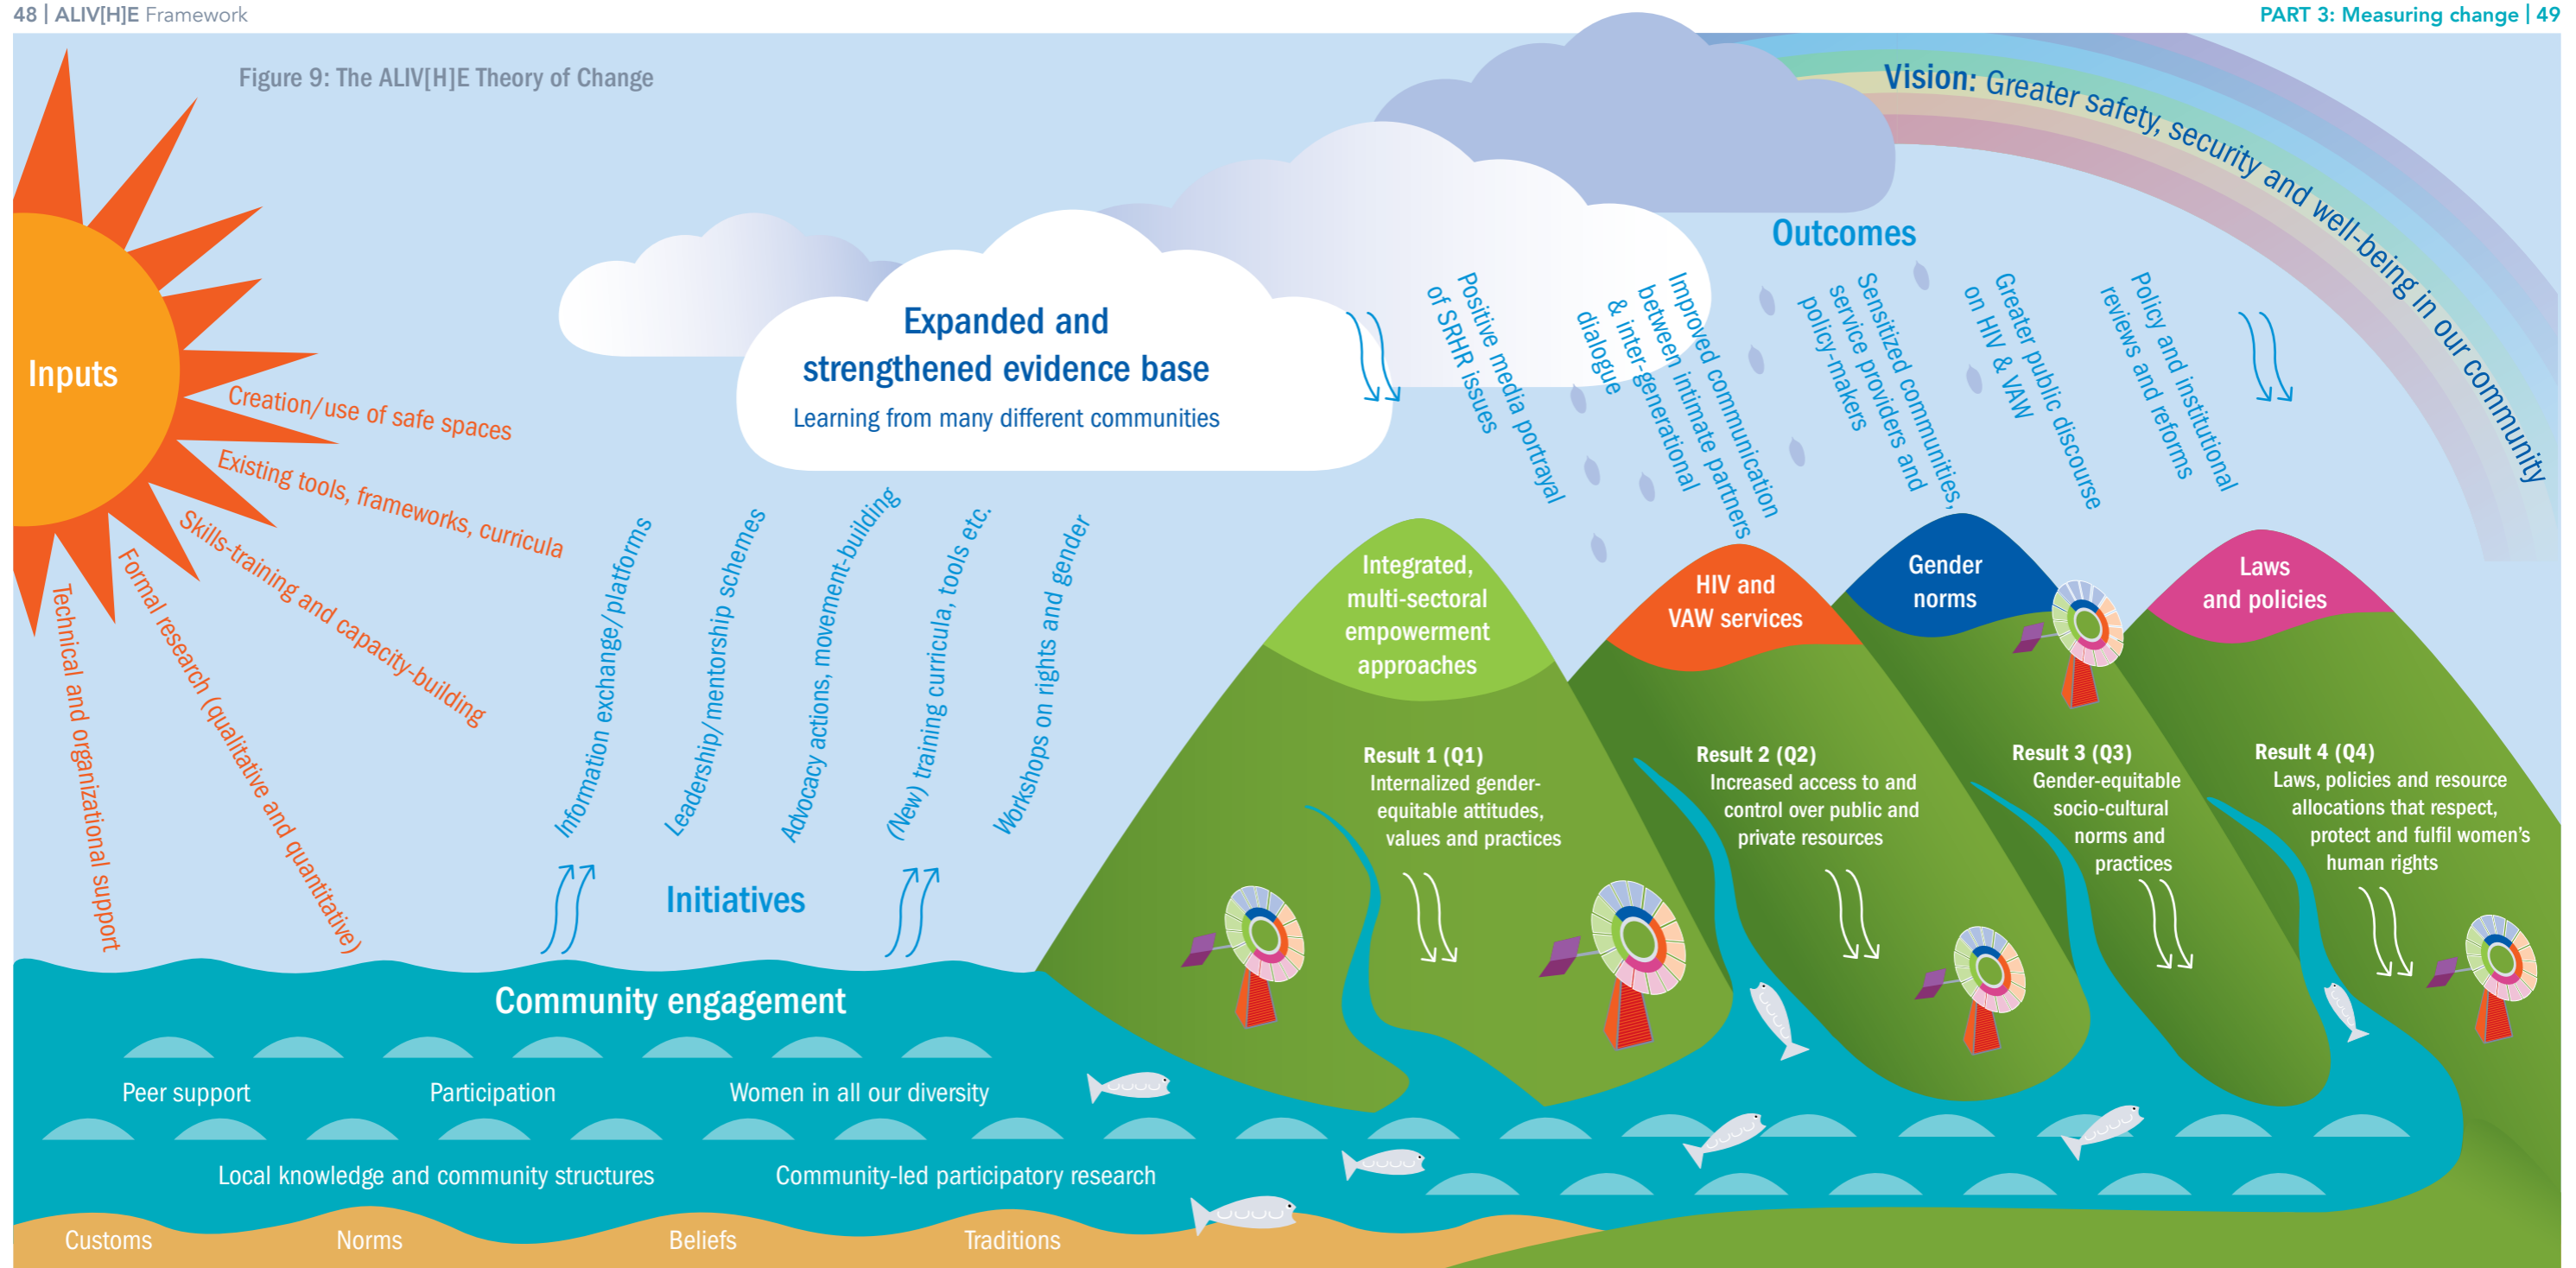 48 | ALIV[H]E Framework
PART 3: Measuring change | 49
Figure 9: The ALIV[H]E Theory of Change
Vision: Greater safety, security and well-being in our community
Inputs
Creation/use of safe spaces
Existing tools, frameworks, curricula
Skills-training and capacity-building
Formal research (qualitative and quantitative)
Technical and organizational support
Expanded and
strengthened evidence base
Learning from many different communities
Information exchange/platforms
Leadership/mentorship schemes
Advocacy actions, movement-building
(New) training curricula, tools etc.
Workshops on rights and gender
Initiatives
Outcomes
Positive media portrayal
of SRHR issues
Improved communication
between intimate partners
& inter-generational
dialogue
Sensitized communities,
service providers and
policy-makers
Greater public discourse
on HIV & VAW
Policy and institutional
reviews and reforms
Integrated,
multi-sectoral
empowerment
approaches
HIV and
VAW services
Gender
norms
Laws
and policies
Result 1 (Q1)
Internalized gender-
equitable attitudes,
values and practices
Result 2 (Q2)
Increased access to and
control over public and
private resources
Result 3 (Q3)
Gender-equitable
socio-cultural
norms and
practices
Result 4 (Q4)
Laws, policies and resource
allocations that respect,
protect and fulfil women's
human rights
Community engagement
Peer support
Participation
Women in all our diversity
Local knowledge and community structures
Community-led participatory research
Customs
Norms
Beliefs
Traditions